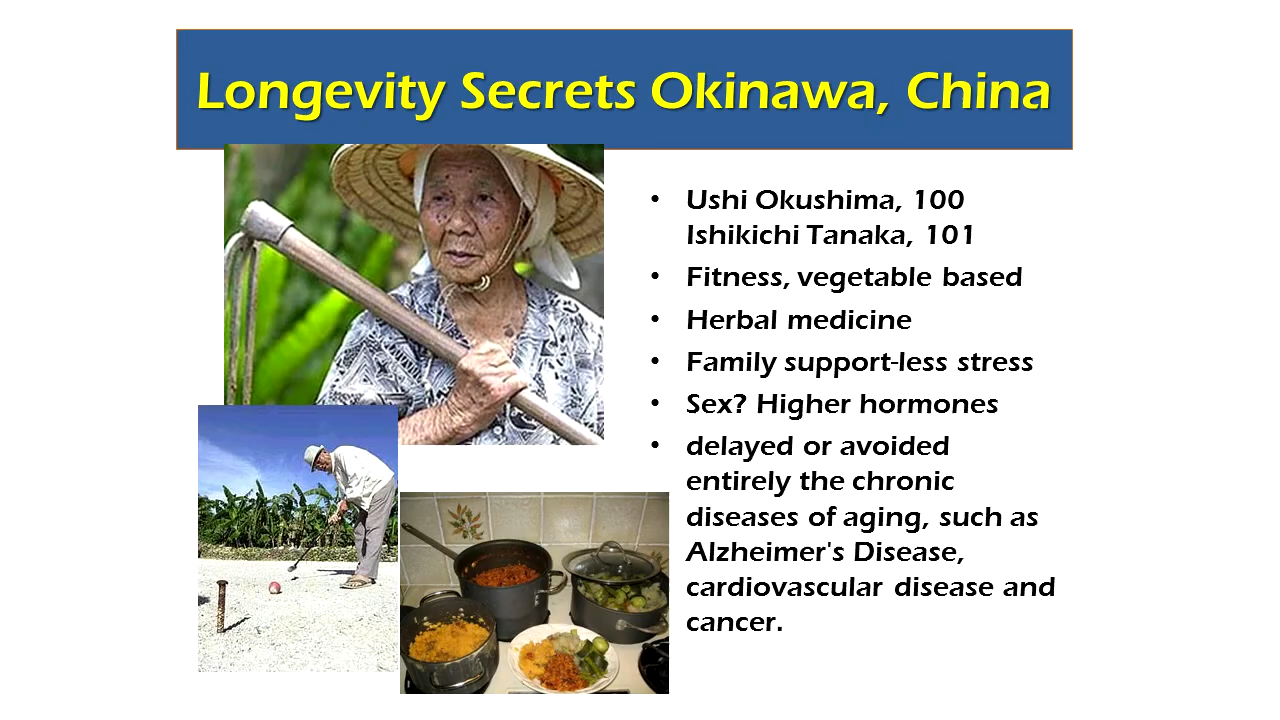 Longevity Secrets Okinawa, China
• Ushi Okushima, 100
Ishikichi Tanaka, 101
• Fitness, vegetable based
• Herbal medicine
• Family support-less stress
• Sex? Higher hormones
• delayed or avoided
entirely the chronic
diseases of aging, such as
Alzheimer's Disease,
cardiovascular disease and
cancer.